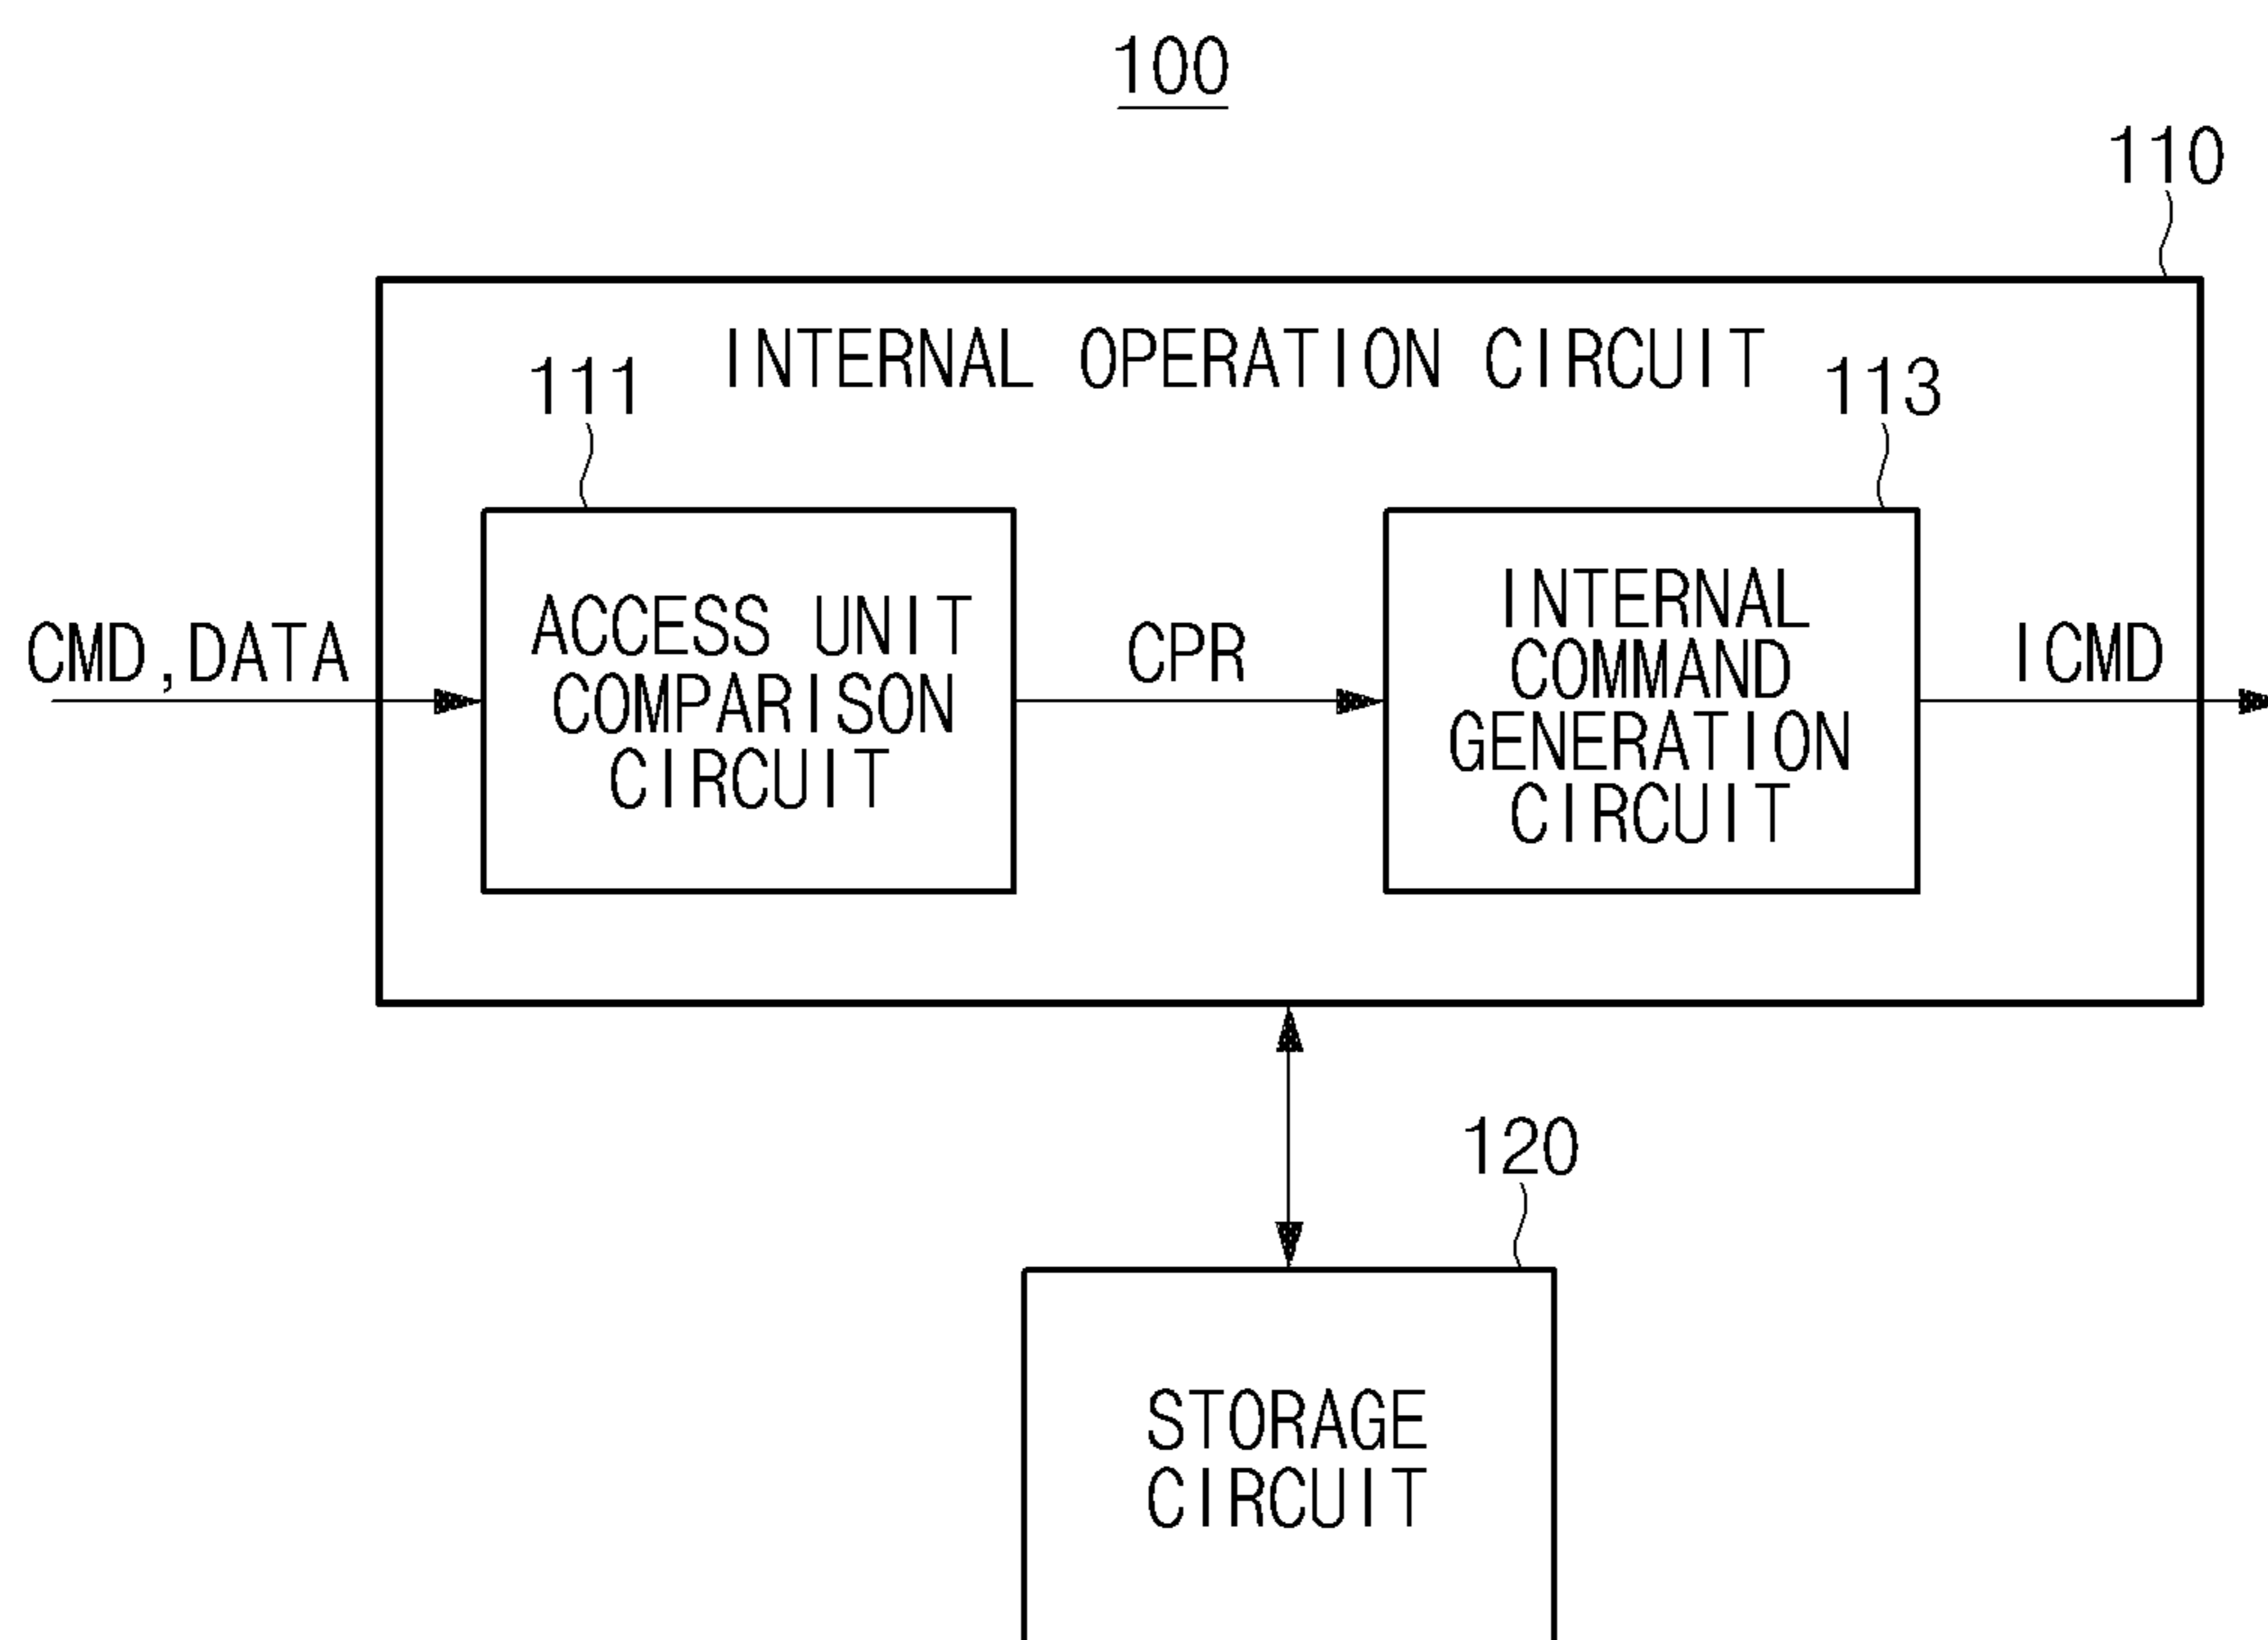 100
110
INTERNAL OPERATION CIRCUIT
111
113
CMD,DATA
ACCESS UNIT
COMPARISON
CIRCUIT
CPR
INTERNAL
COMMAND
GENERATION
CIRCUIT
ICMD
120
STORAGE
CIRCUIT